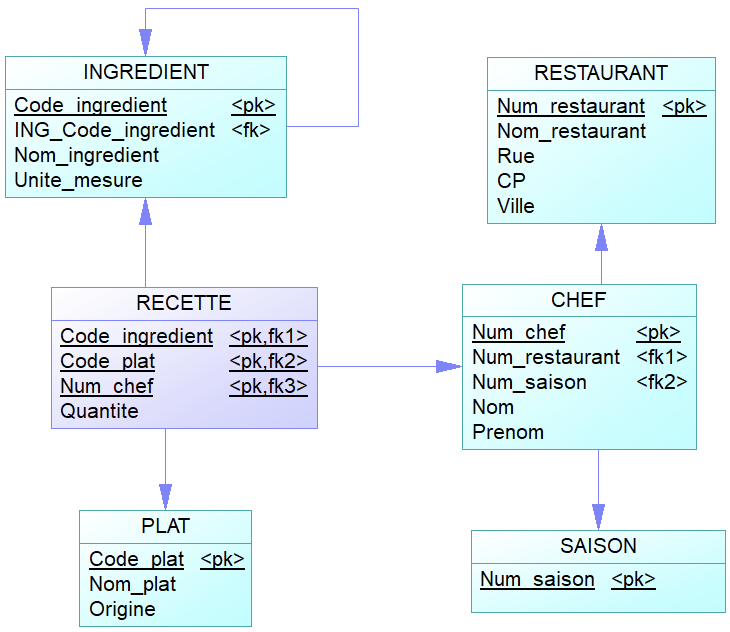 INGREDIENT
Code_ingredient <pk>
ING_Code_ingredient <fk>
Nom_ingredient
Unite_mesure
RESTAURANT
Num_restaurant <pk>
Nom_restaurant
Rue
CP
Ville
RECETTE
Code_ingredient <pk,fk1>
Code_plat <pk,fk2>
Num_chef <pk,fk3>
Quantite
CHEF
Num_chef <pk>
Num_restaurant <fk1>
Num_saison <fk2>
Nom
Prenom
PLAT
Code_plat <pk>
Nom_plat
Origine
SAISON
Num_saison <pk>